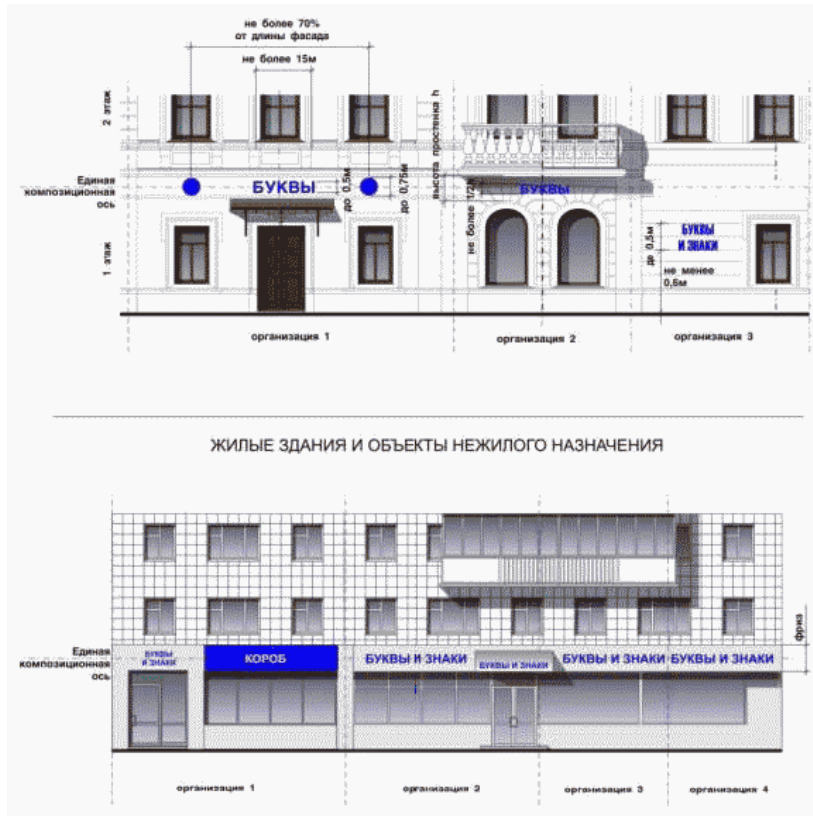 не более 70%
от длины фасада
не более 15м
2 этаж
высота простенка h
Единая
композиционная
ось
БУКВЫ
до 0,5м
до 0,75м
не более 1/2h
БУКВЫ
1 этаж
до 0,5м
БУКВЫ
И ЗНАКИ
не менее
0,6м
организация 1
организация 2
организация 3
ЖИЛЫЕ ЗДАНИЯ И ОБЪЕКТЫ НЕЖИЛОГО НАЗНАЧЕНИЯ
фриз
Единая
композиционная
ось
БУКВЫ
И ЗНАКИ
КОРОБ
БУКВЫ И ЗНАКИ
БУКВЫ И ЗНАКИ
БУКВЫ И ЗНАКИ
БУКВЫ И ЗНАКИ
организация 1
организация 2
организация 3
организация 4